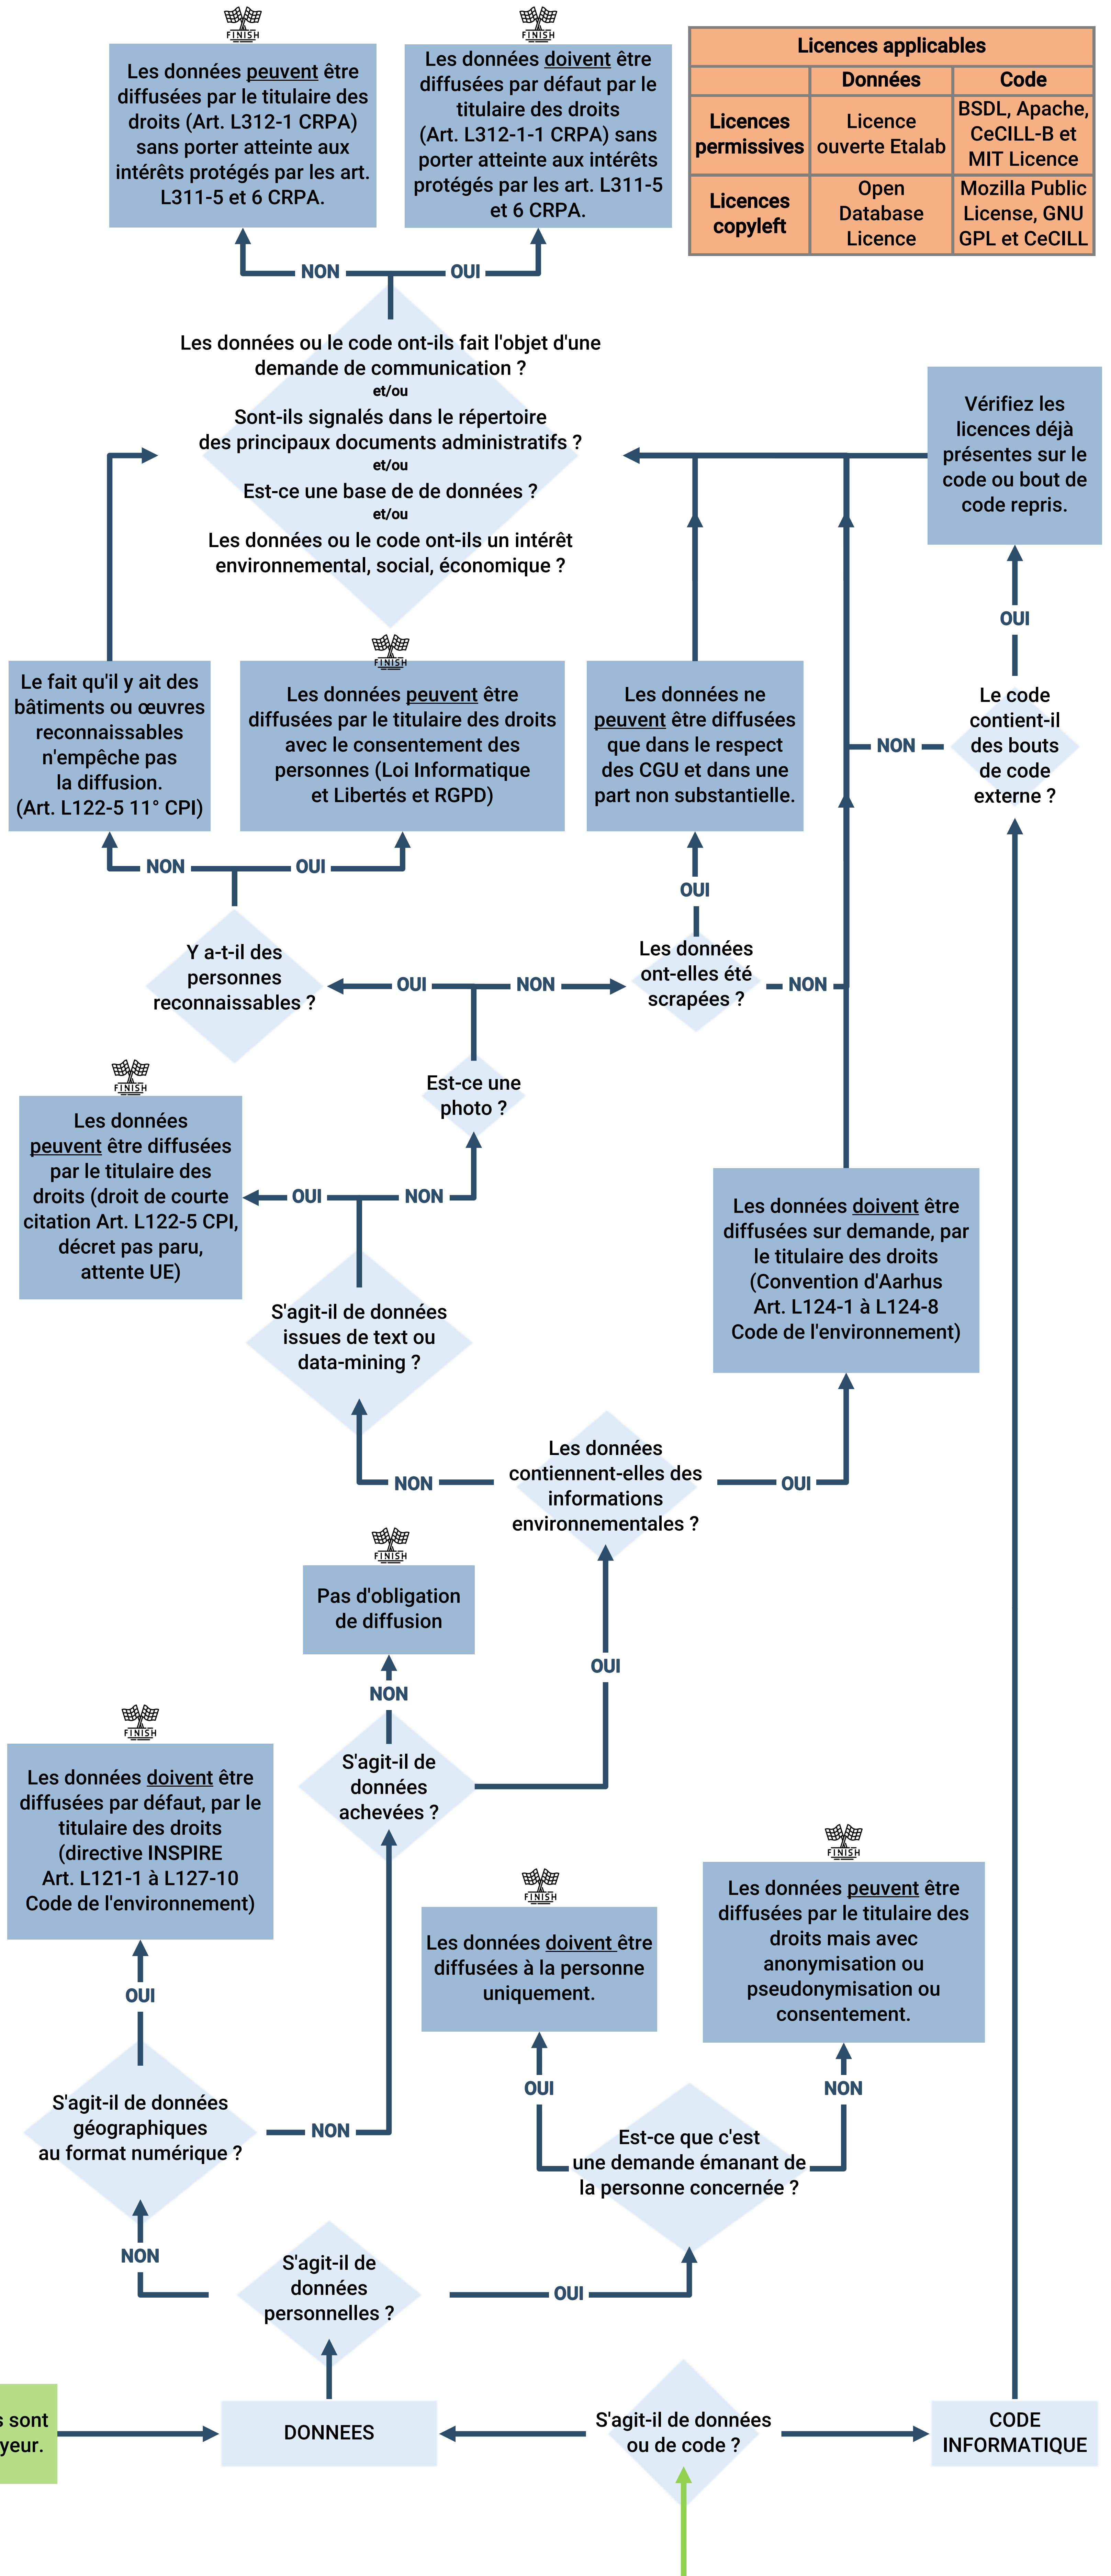 FINISH
Les données peuvent être
diffusées par le titulaire des
droits (Art. L312-1 CRPA)
sans porter atteinte aux
intérêts protégés par les art.
L311-5 et 6 CRPA.
FINISH
Les données doivent être
diffusées par défaut par le
titulaire des droits
(Art. L312-1-1 CRPA) sans
porter atteinte aux intérêts
protégés par les art. L311-5
et 6 CRPA.
Licences applicables
Données
Code
Licences
permissives
Licence
ouverte Etalab
BSDL, Apache,
CeCILL-B et
MIT Licence
Licences
copyleft
Open
Database
Licence
Mozilla Public
License, GNU
GPL et CeCILL
NON
OUI
Les données ou le code ont-ils fait l'objet d'une
demande de communication ?
et/ou
Sont-ils signalés dans le répertoire
des principaux documents administratifs ?
et/ou
Est-ce une base de de données ?
et/ou
Les données ou le code ont-ils un intérêt
environnemental, social, économique ?
Vérifiez les
licences déjà
présentes sur le
code ou bout de
code repris.
OUI
Le fait qu'il y ait des
bâtiments ou œuvres
reconnaissables
n'empêche pas
la diffusion.
(Art. L122-5 11° CPI)
FINISH
Les données peuvent être
diffusées par le titulaire des droits
avec le consentement des
personnes (Loi Informatique
et Libertés et RGPD)
Les données ne
peuvent être diffusées
que dans le respect
des CGU et dans une
part non substantielle.
NON
Le code
contient-il
des bouts
de code
externe ?
NON
OUI
OUI
Y a-t-il des
personnes
reconnaissables ?
OUI
NON
Les données
ont-elles été
scrapées ?
NON
Est-ce une
photo ?
FINISH
Les données
peuvent être diffusées
par le titulaire des
droits (droit de courte
citation Art. L122-5 CPI,
décret pas paru,
attente UE)
OUI
NON
Les données doivent être
diffusées sur demande, par
le titulaire des droits
(Convention d'Aarhus
Art. L124-1 à L124-8
Code de l'environnement)
S'agit-il de données
issues de text ou
data-mining ?
NON
Les données
contiennent-elles des
informations
environnementales ?
OUI
FINISH
Pas d'obligation
de diffusion
OUI
NON
S'agit-il de
données
achevées ?
FINISH
Les données doivent être
diffusées par défaut, par le
titulaire des droits
(directive INSPIRE
Art. L121-1 à L127-10
Code de l'environnement)
FINISH
Les données doivent être
diffusées à la personne
uniquement.
FINISH
Les données peuvent être
diffusées par le titulaire des
droits mais avec
anonymisation ou
pseudonymisation ou
consentement.
OUI
OUI
NON
S'agit-il de données
géographiques
au format numérique ?
NON
Est-ce que c'est
une demande émanant de
la personne concernée ?
NON
S'agit-il de
données
personnelles ?
OUI
s sont
yeur.
DONNEES
S'agit-il de données
ou de code ?
CODE
INFORMATIQUE